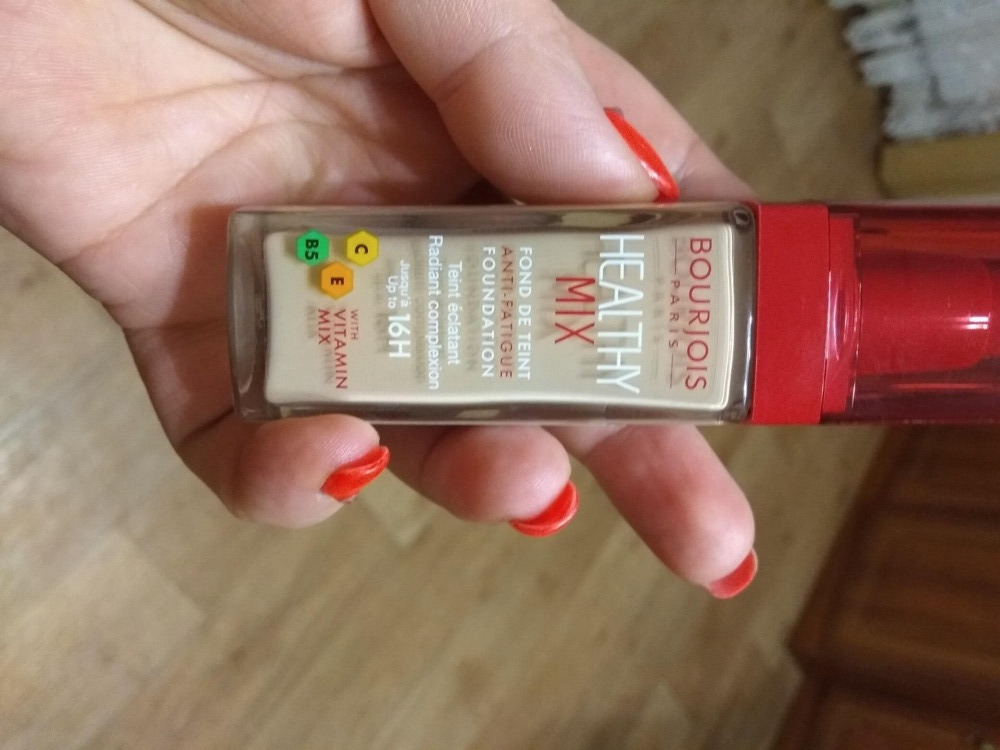 BOURJOIS
PARIS
HEALTHY
MIX
FOND DE TEINT
ANTI-FATIGUE
FOUNDATION
Teint éclatant
Radiant complexion
Jusqu'à
Up to 16H
C
B5
E
WITH
VITAMIN
MIX